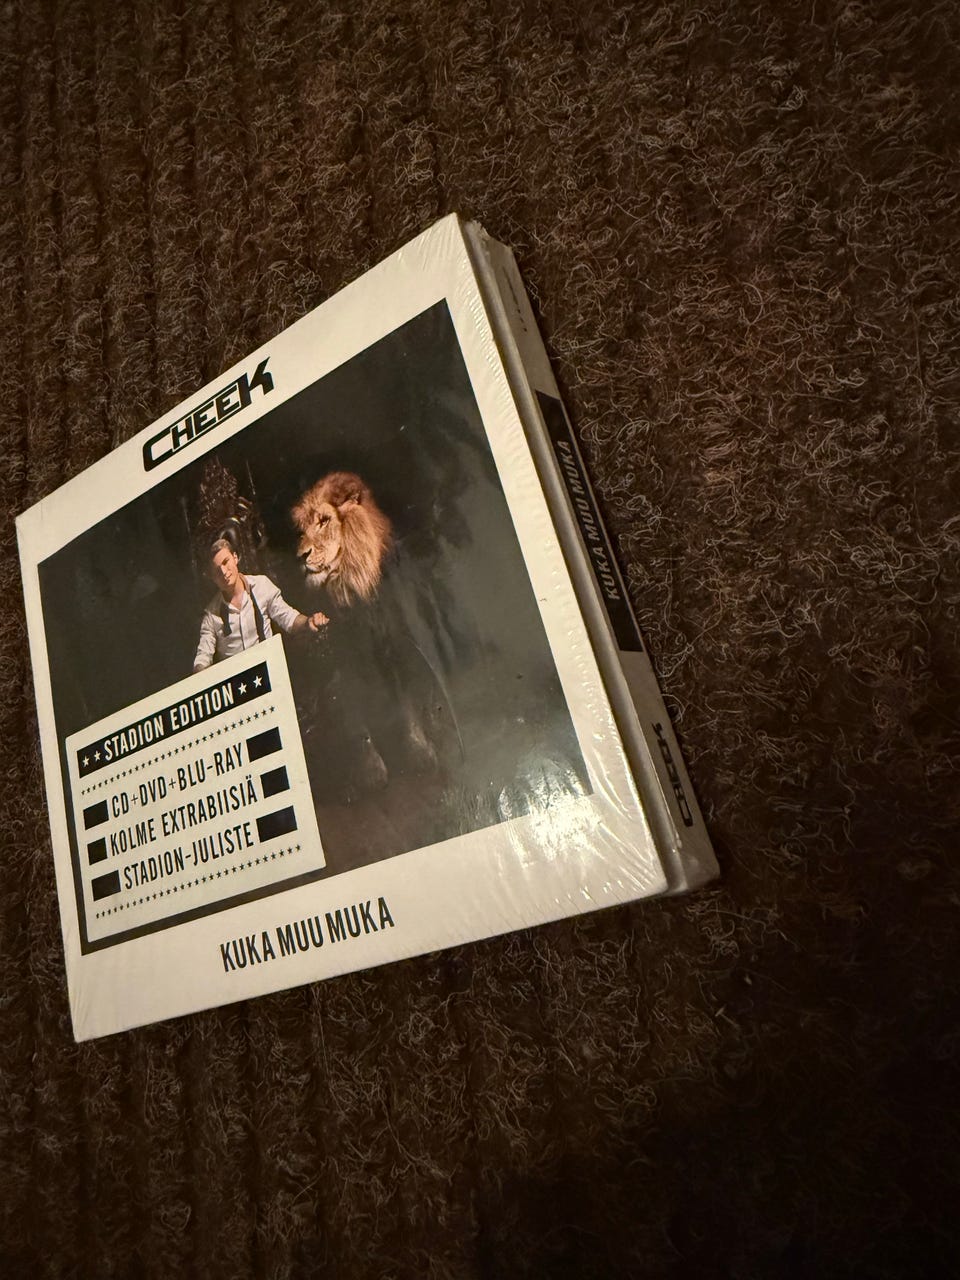 CHEEK
★★STADION EDITION★★
CD+DVD+BLU-RAY
KOLME EXTRABIISIÄ
STADION-JULISTE
KUKA MUU MUKA
KUKA MUU MUKA
CHEEK